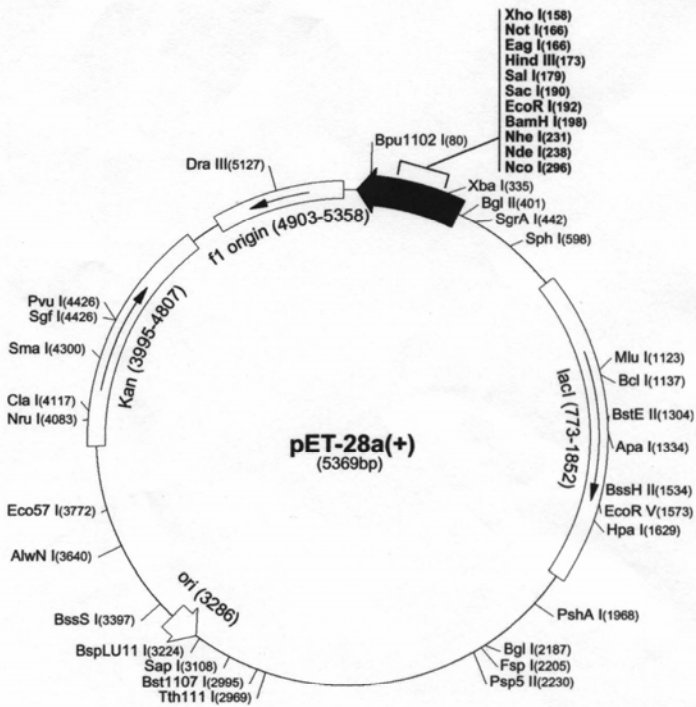 Xho I(158)
Not I(166)
Eag I(166)
Hind III(173)
Sal I(179)
Sac I(190)
EcoR I(192)
BamH I(198)
Nhe I(231)
Nde I(238)
Nco I(296)
Bpu1102 I(80)
Dra III(5127)
Xba I(335)
Bgl II(401)
SgrA I(442)
Sph I(598)
f1 origin (4903-5358)
Pvu I(4426)
Sgf I(4426)
Sma I(4300)
Kan (3995-4807)
Cla I(4117)
Nru I(4083)
Mlu I(1123)
Bcl I(1137)
BstE II(1304)
Apa I(1334)
lacI (773-1852)
BssH II(1534)
EcoR V(1573)
Hpa I(1629)
pET-28a(+)
(5369bp)
Eco57 I(3772)
AlwN I(3640)
ori (3286)
BssS I(3397)
BspLU11 I(3224)
Sap I(3108)
Bst1107 I(2995)
Tth111 I(2969)
PshA I(1968)
Bgl I(2187)
Fsp I(2205)
Psp5 II(2230)